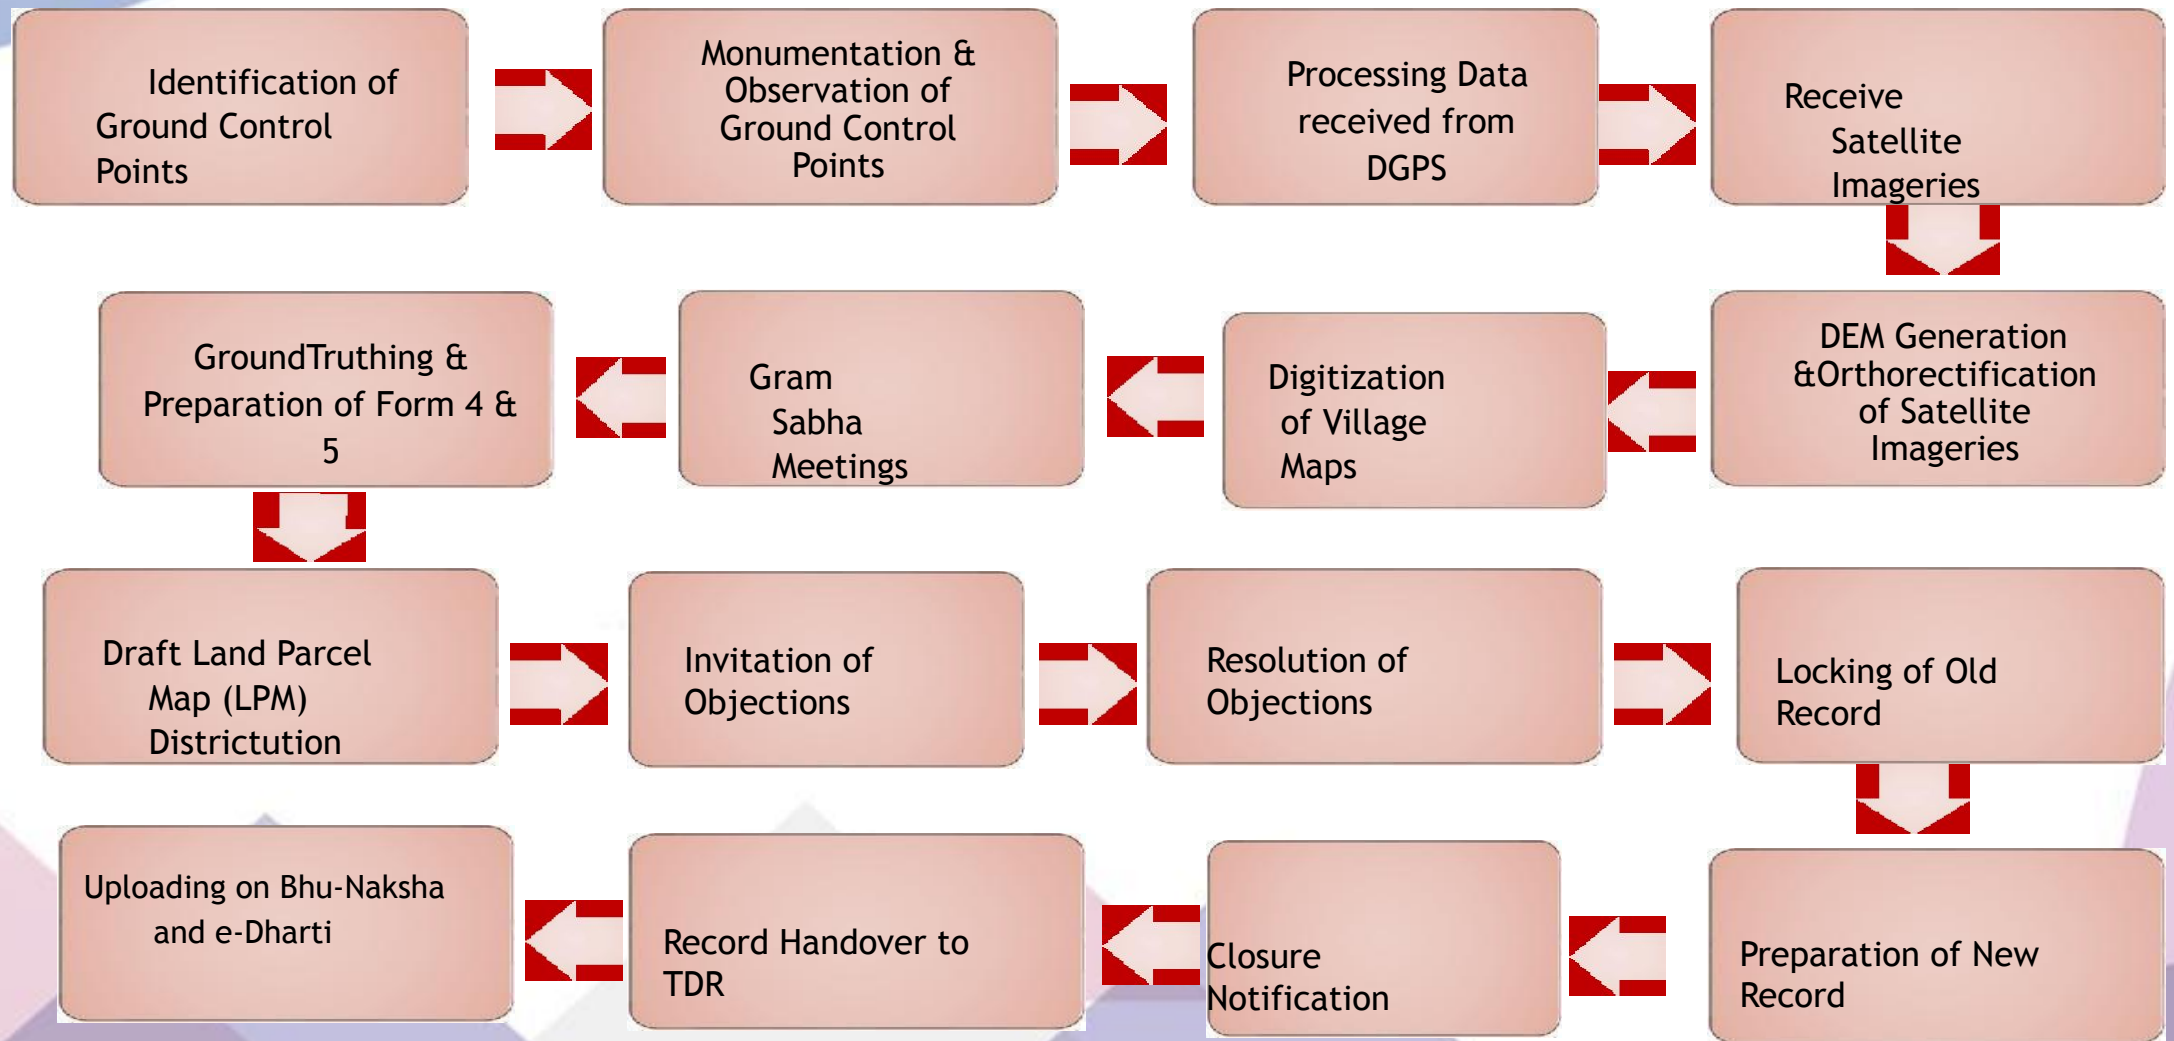 Identification of
Ground Control
Points
Monumentation &
Observation of
Ground Control
Points
Processing Data
received from
DGPS
Receive
Satellite
Imageries
DEM Generation
&Orthorectification
of Satellite
Imageries
Digitization
of Village
Maps
Gram
Sabha
Meetings
GroundTruthing &
Preparation of Form 4 &
5
Draft Land Parcel
Map (LPM)
Districtution
Invitation of
Objections
Resolution of
Objections
Locking of Old
Record
Preparation of New
Record
Closure
Notification
Record Handover to
TDR
Uploading on Bhu-Naksha
and e-Dharti